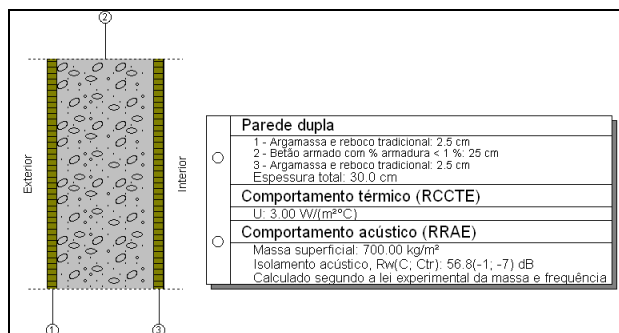 2
Exterior
Interior
1
3
Parede dupla
1 - Argamassa e reboco tradicional: 2.5 cm
2 - Betão armado com % armadura < 1 %: 25 cm
3 - Argamassa e reboco tradicional: 2.5 cm
Espessura total: 30.0 cm
Comportamento térmico (RCCTE)
U: 3.00 W/(m²°C)
Comportamento acústico (RRAE)
Massa superficial: 700.00 kg/m²
Isolamento acústico, Rw(C; Ctr): 56.8(-1; -7) dB
Calculado segundo a lei experimental da massa e frequência